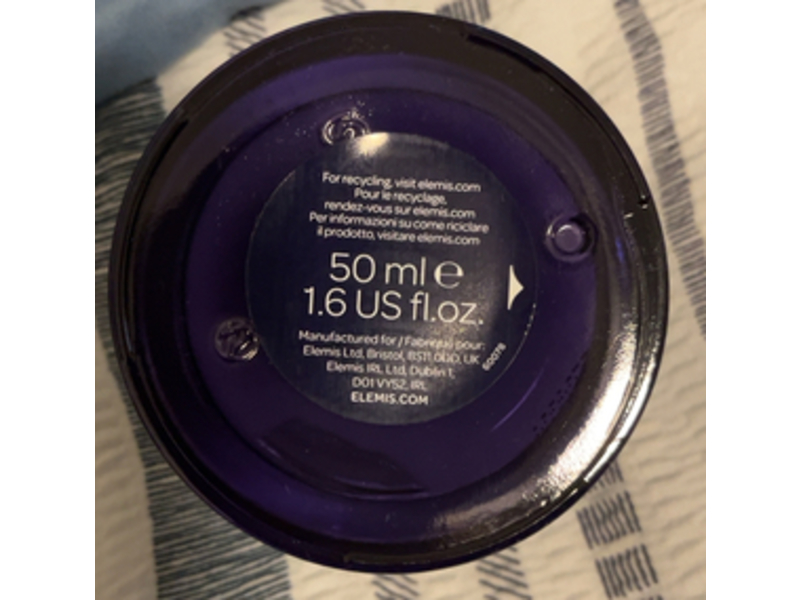 For recycling, visit elemis.com
Pour le recyclage,
rendez-vous sur elemis.com
Per informazioni su come riciclare
il prodotto, visitare elemis.com
50 ml ℮
1.6 US fl.oz.
Manufactured for / Fabriqué pour:
Elemis Ltd, Bristol, BS11 0DD, UK
Elemis IRL Ltd, Dublin 1,
D01 VY52, IRL
ELEMIS.COM
60078